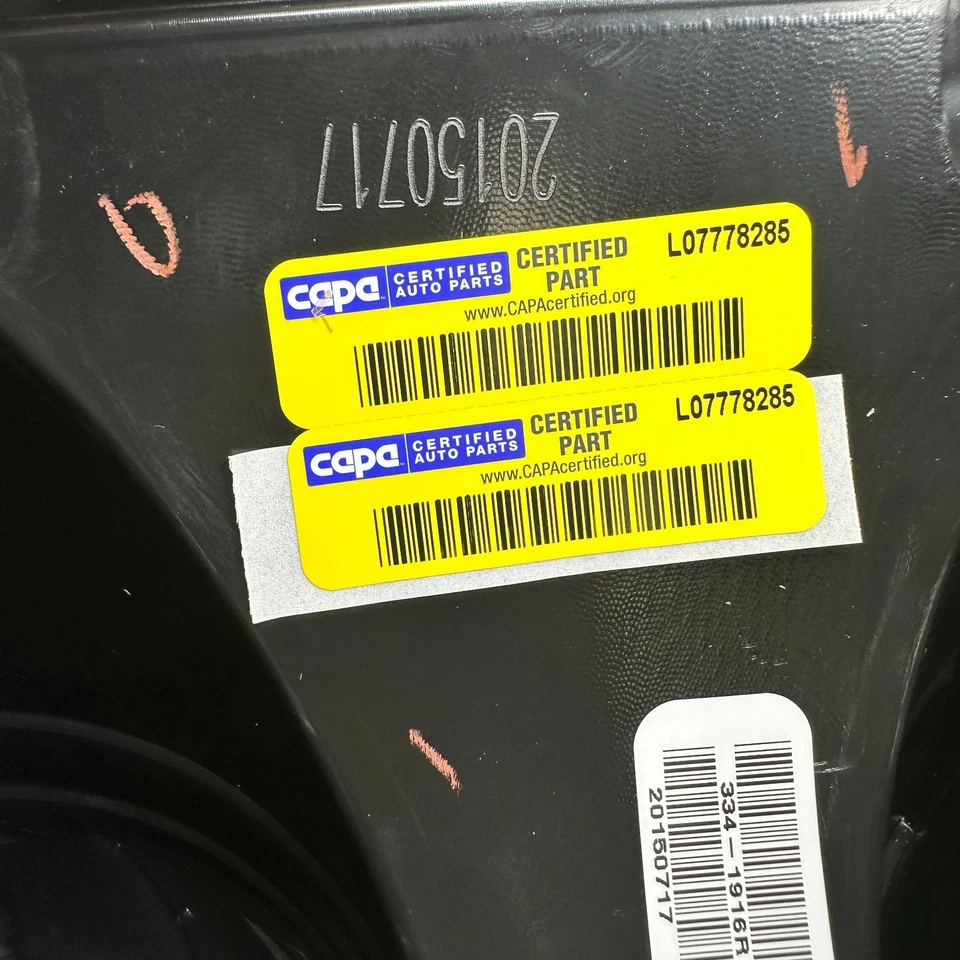 20150717
capa CERTIFIED AUTO PARTS CERTIFIED PART L07778285
www.CAPAcertified.org
capa CERTIFIED AUTO PARTS CERTIFIED PART L07778285
www.CAPAcertified.org
334-1916R
20150717